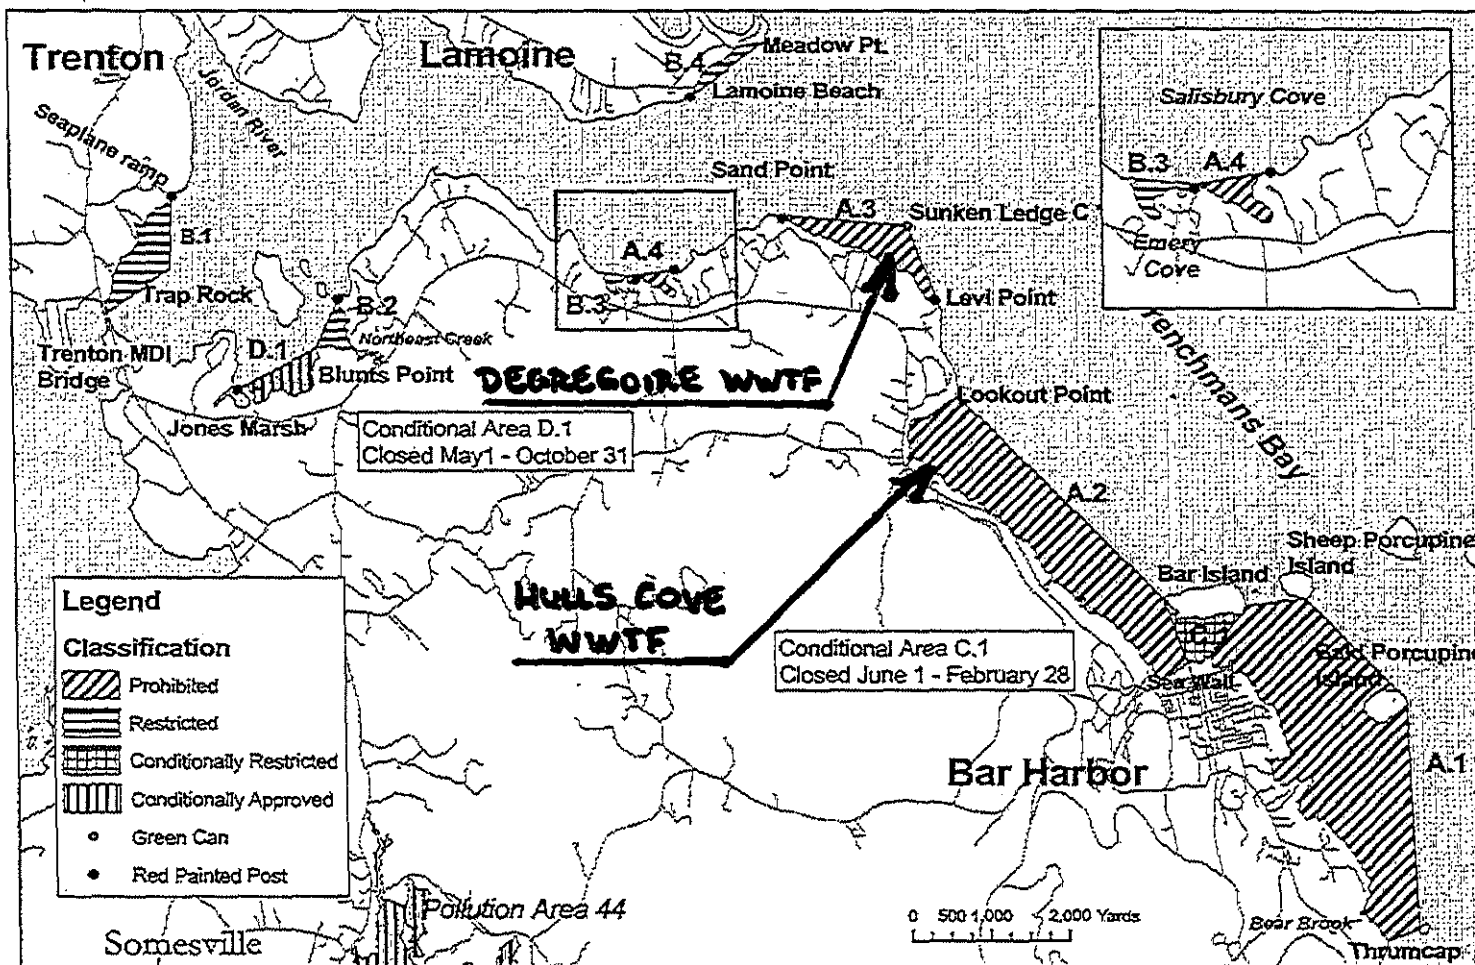 Trenton
Lamoine
Meadow Pt.
B.4
Lamoine Beach
Jordan River
Seaplane ramp
Salisbury Cove
B.3 A.4
Emery
Cove
Sand Point
A.3
Sunken Ledge C
B.1
A.4
B.3
Trap Rock
B.2
Levi Point
Northeast Creek
Trenton MDI
Bridge
D.1
Blunts Point
DEGREGOIRE WWTF
Lookout Point
Frenchmans Bay
Jones Marsh
Conditional Area D.1
Closed May1 - October 31
A.2
Sheep Porcupine
Island
Bar Island
HULLS COVE
WWTF
Conditional Area C.1
Closed June 1 - February 28
Bald Porcupine
Island
Sea Wall
Bar Harbor
A.1
Legend
Classification
Prohibited
Restricted
Conditionally Restricted
Conditionally Approved
Green Can
Red Painted Post
Pollution Area 44
Somesville
0 500 1,000 2,000 Yards
Bear Brook
Thrumcap